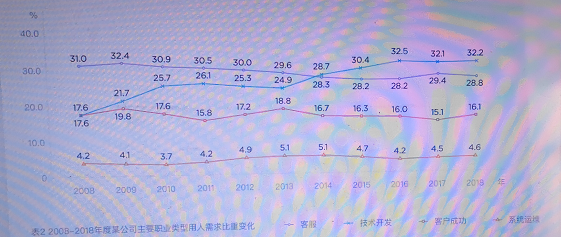 %
40.0
31.0 32.4 30.9 30.5 30.0 29.6 28.7 30.4 32.5 32.1 32.2
30.0
21.7 25.7 26.1 25.3 24.9 28.3 28.2 28.2 29.4 28.8
20.0
17.6 17.6 19.8 17.6 15.8 17.2 18.8 16.7 16.3 16.0 15.1 16.1
10.0
4.2 4.1 3.7 4.2 4.9 5.1 5.1 4.7 4.2 4.5 4.6
0
2008 2009 2010 2011 2012 2013 2014 2015 2016 2017 2018 年
表2 2008-2018年度某公司主要职业类型用人需求比重变化
客服 技术开发 客户成功 系统运维